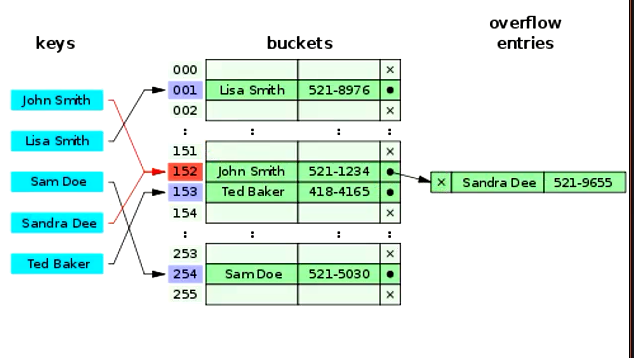 keys
buckets
overflow
entries
John Smith
Lisa Smith
Sam Doe
Sandra Dee
Ted Baker
000 ×
001 Lisa Smith 521-8976 •
002 ×
: : : :
151 ×
152 John Smith 521-1234 •
153 Ted Baker 418-4165 •
154 ×
: : : :
253 ×
254 Sam Doe 521-5030 •
255 ×
× Sandra Dee 521-9655